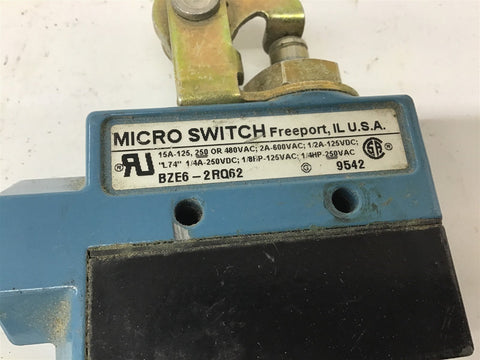 MICRO SWITCH Freeport, IL U.S.A.
15A-125, 250 OR 480VAC; 2A-600VAC; 1/2A-125VDC;
"L74" 1/4A-250VDC; 1/8HP-125VAC; 1/4HP-250VAC
BZE6-2RQ62 9542